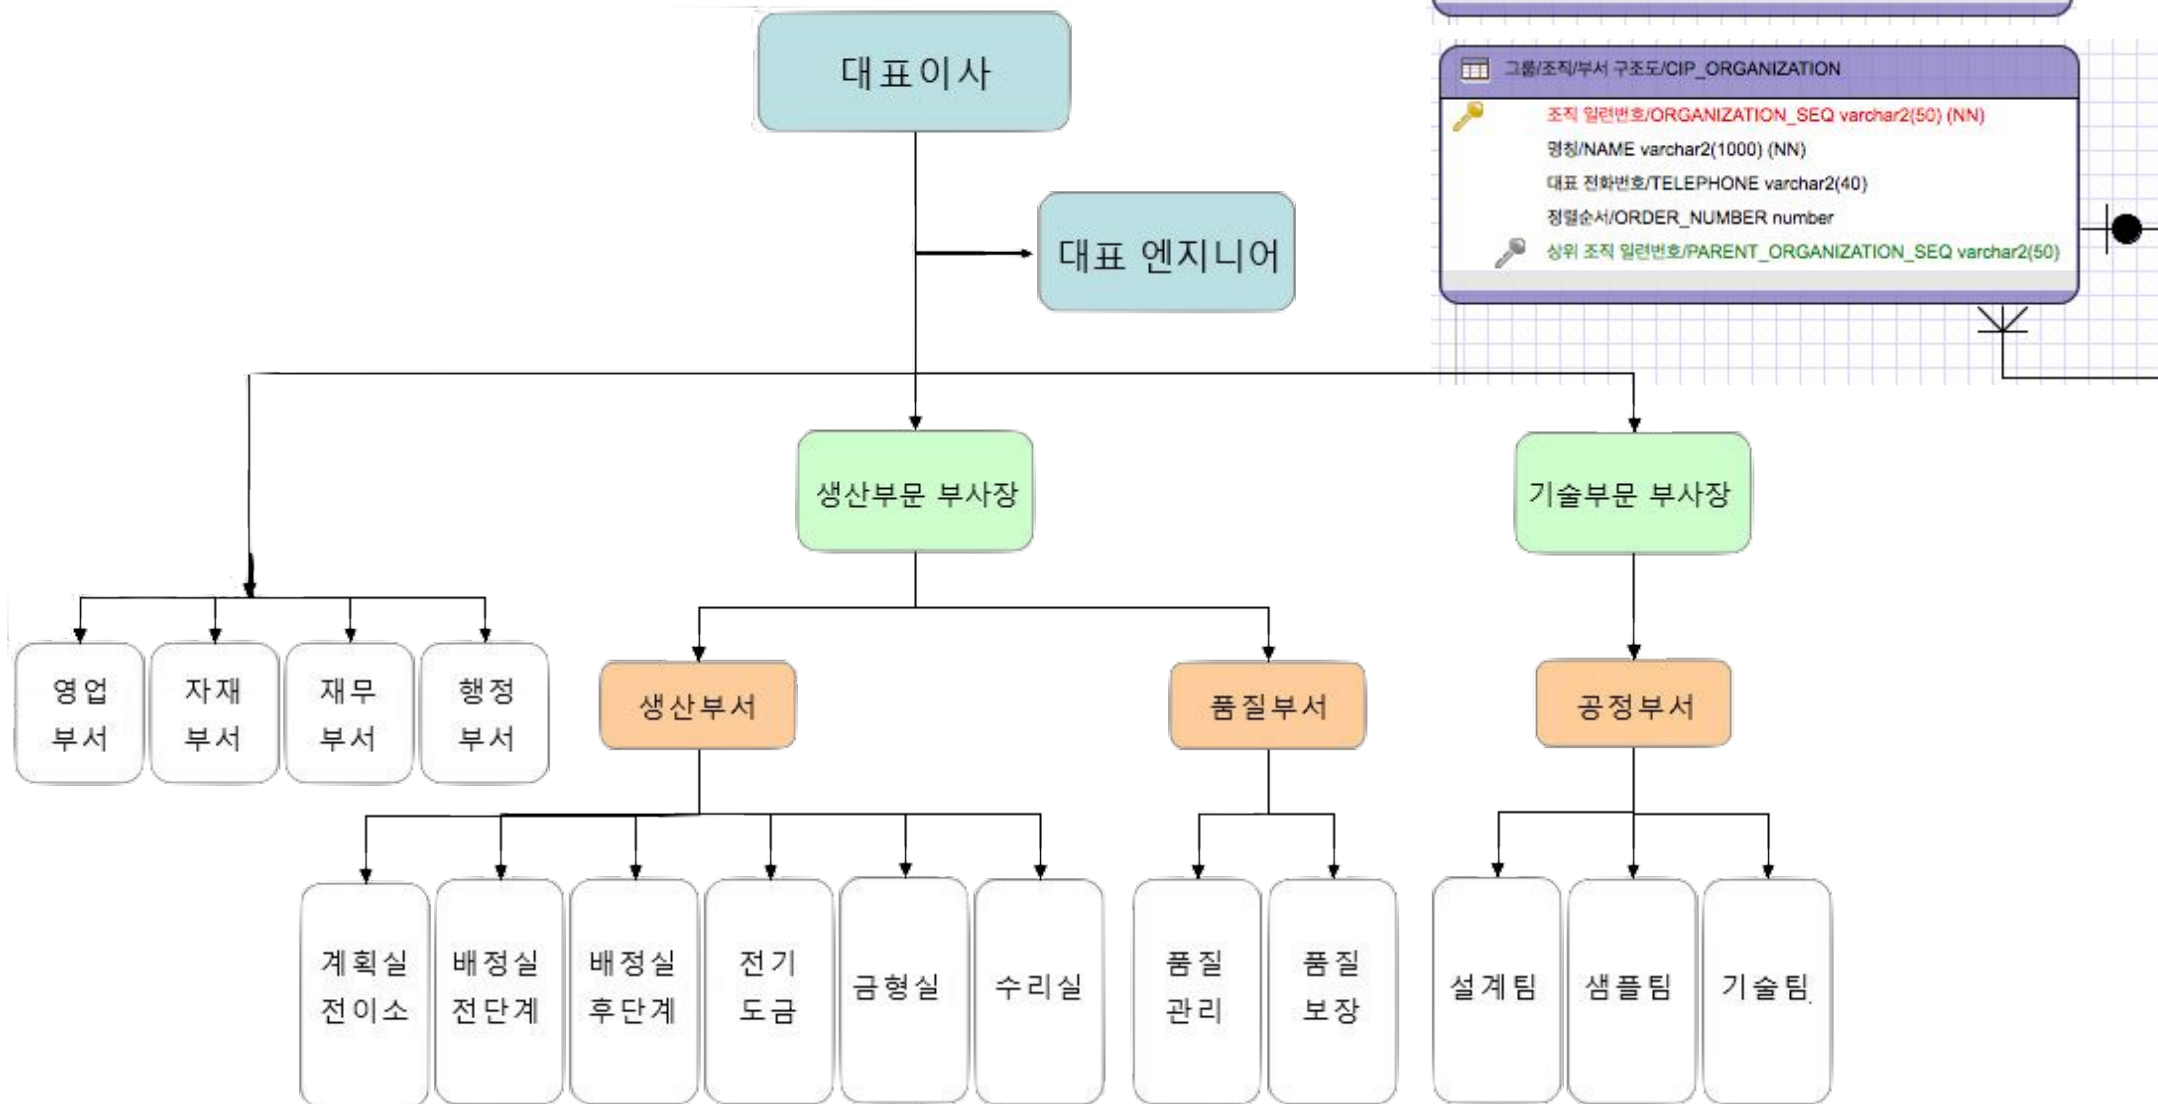 대표이사
그룹/조직/부서 구조도/CIP_ORGANIZATION
조직 일련번호/ORGANIZATION_SEQ varchar2(50) (NN)
명칭/NAME varchar2(1000) (NN)
대표 전화번호/TELEPHONE varchar2(40)
정렬순서/ORDER_NUMBER number
상위 조직 일련번호/PARENT_ORGANIZATION_SEQ varchar2(50)
대표 엔지니어
생산부문 부사장
기술부문 부사장
영업
부서
자재
부서
재무
부서
행정
부서
생산부서
품질부서
공정부서
계획실
전이소
배정실
전단계
배정실
후단계
전기
도금
금형실
수리실
품질
관리
품질
보장
설계팀
샘플팀
기술팀